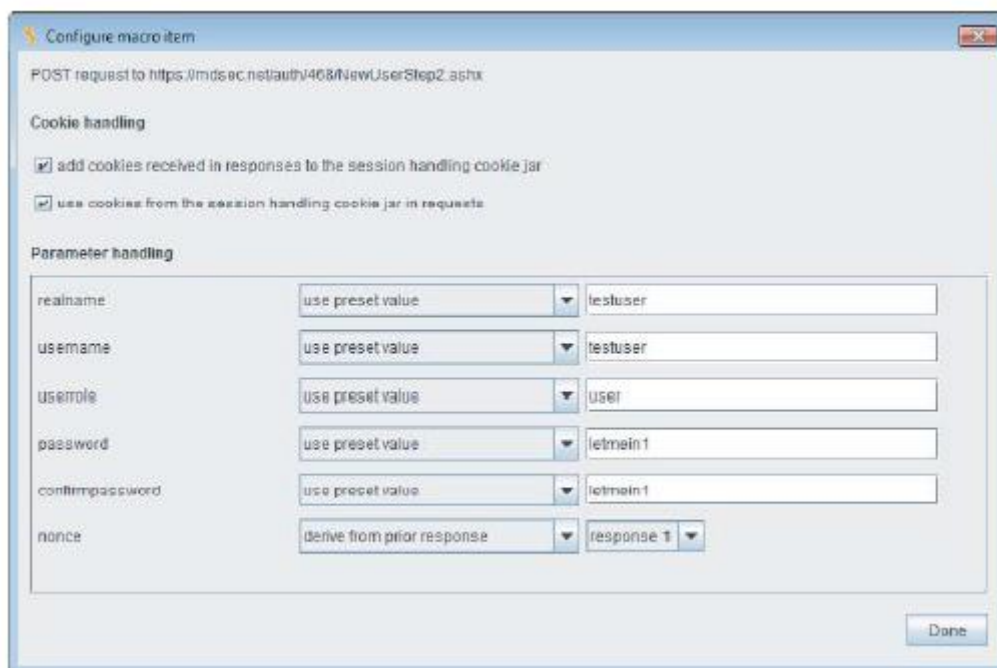 Configure macro item
POST request to https://mdsec.net/auth/468/NewUserStep2.ashx
Cookie handling
add cookies received in responses to the session handling cookie jar
use cookies from the session handling cookie jar in requests
Parameter handling
realname use preset value testuser
username use preset value testuser
userrole use preset value user
password use preset value letmein1
confirmpassword use preset value letmein1
nonce derive from prior response response 1
Done